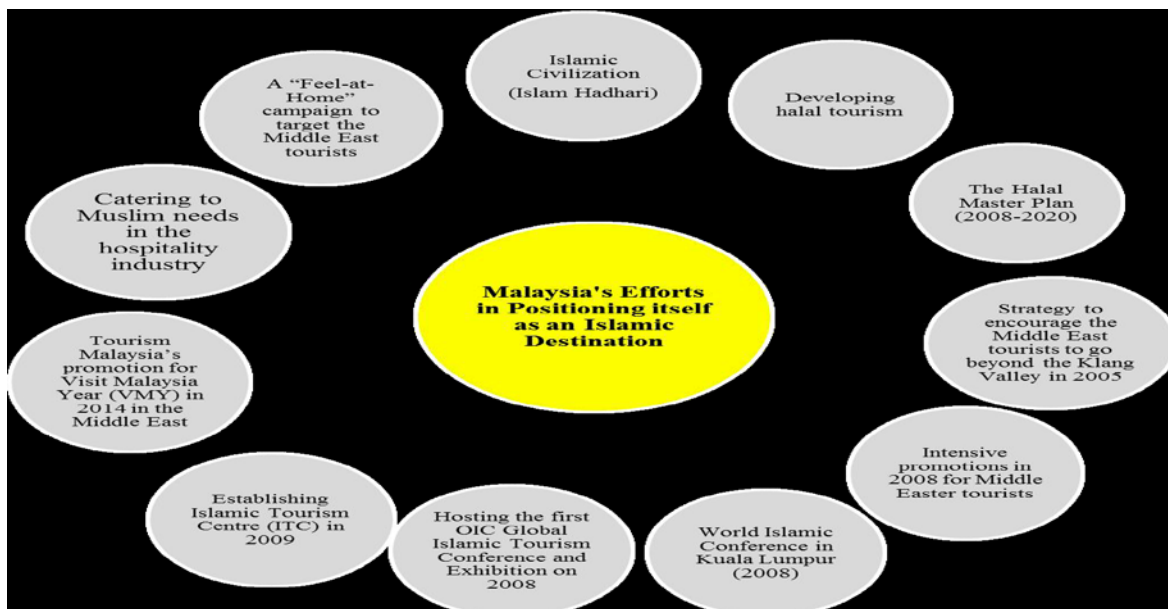 Islamic
Civilization
(Islam Hadhari)
Developing
halal tourism
The Halal
Master Plan
(2008-2020)
Strategy to
encourage the
Middle East
tourists to go
beyond the Klang
Valley in 2005
Intensive
promotions in
2008 for Middle
Easter tourists
World Islamic
Conference in
Kuala Lumpur
(2008)
Hosting the first
OIC Global
Islamic Tourism
Conference and
Exhibition on
2008
Establishing
Islamic Tourism
Centre (ITC) in
2009
Tourism
Malaysia’s
promotion for
Visit Malaysia
Year (VMY) in
2014 in the
Middle East
Catering to
Muslim needs
in the
hospitality
industry
A “Feel-at-
Home”
campaign to
target the
Middle East
tourists
Malaysia's Efforts
in Positioning itself
as an Islamic
Destination